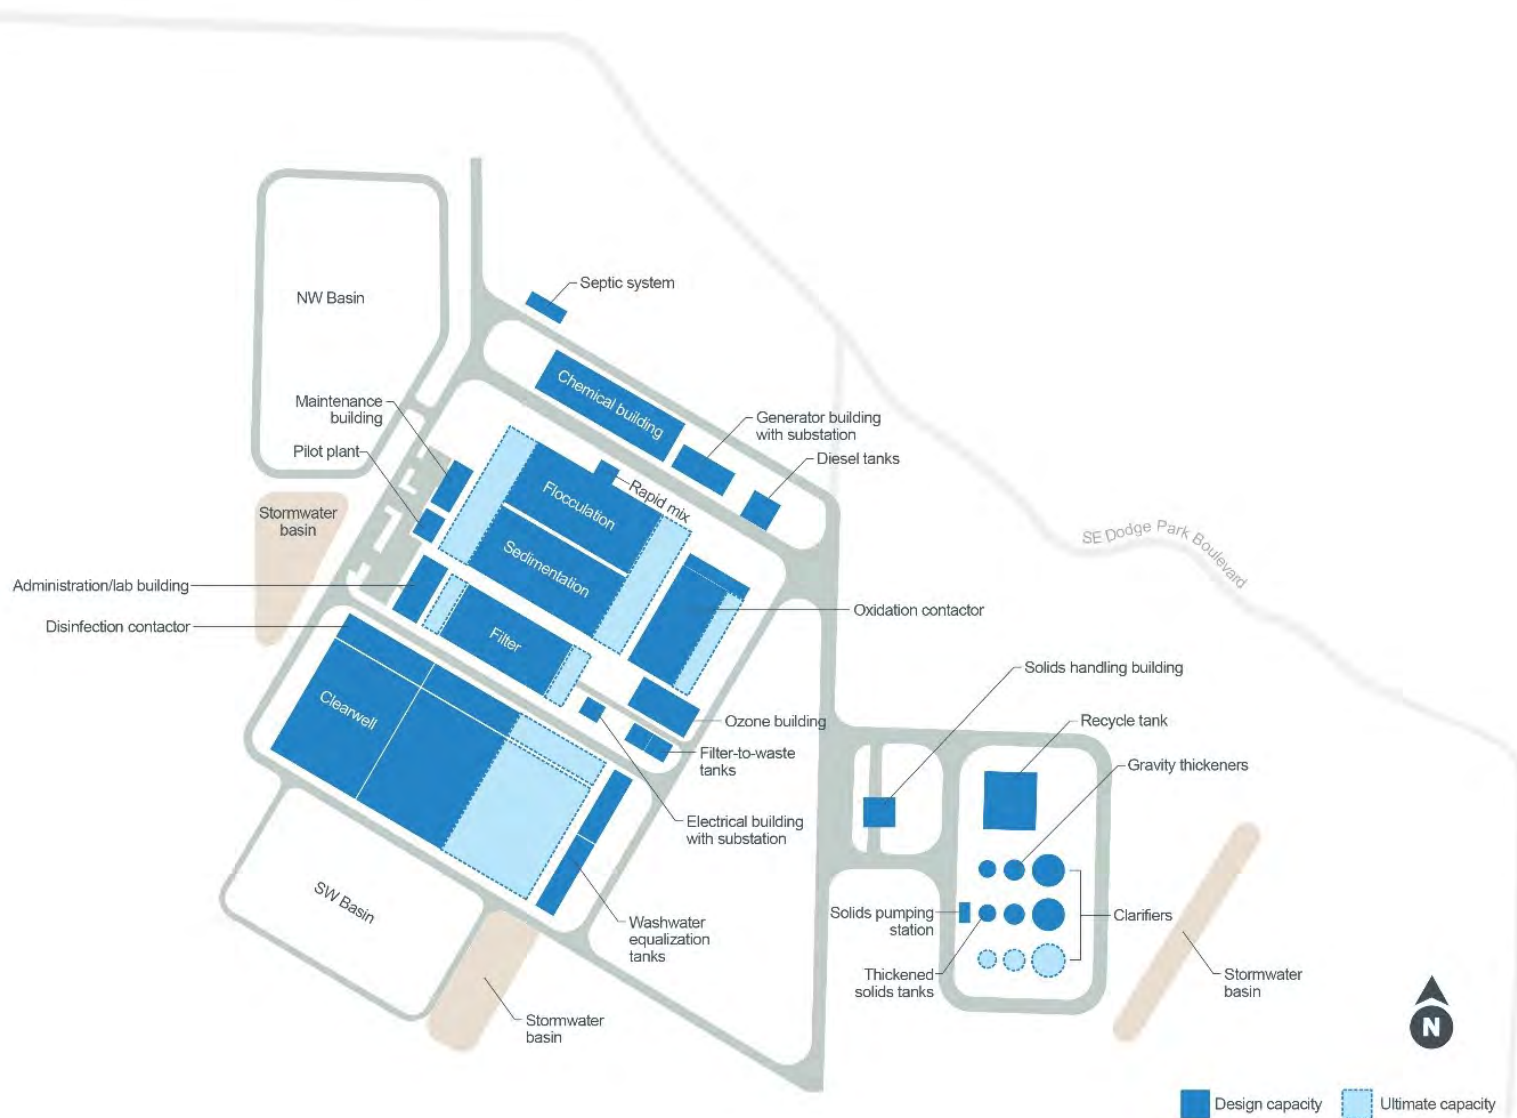 Septic system
NW Basin
Chemical building
Maintenance
building
Generator building
with substation
Pilot plant
Diesel tanks
Rapid mix
Flocculation
Stormwater
basin
SE Dodge Park Boulevard
Sedimentation
Administration/lab building
Oxidation contactor
Disinfection contactor
Filter
Solids handling building
Clearwell
Ozone building
Recycle tank
Filter-to-waste
tanks
Gravity thickeners
Electrical building
with substation
SW Basin
Solids pumping
station
Clarifiers
Washwater
equalization
tanks
Thickened
solids tanks
Stormwater
basin
Stormwater
basin
N
Design capacity
Ultimate capacity